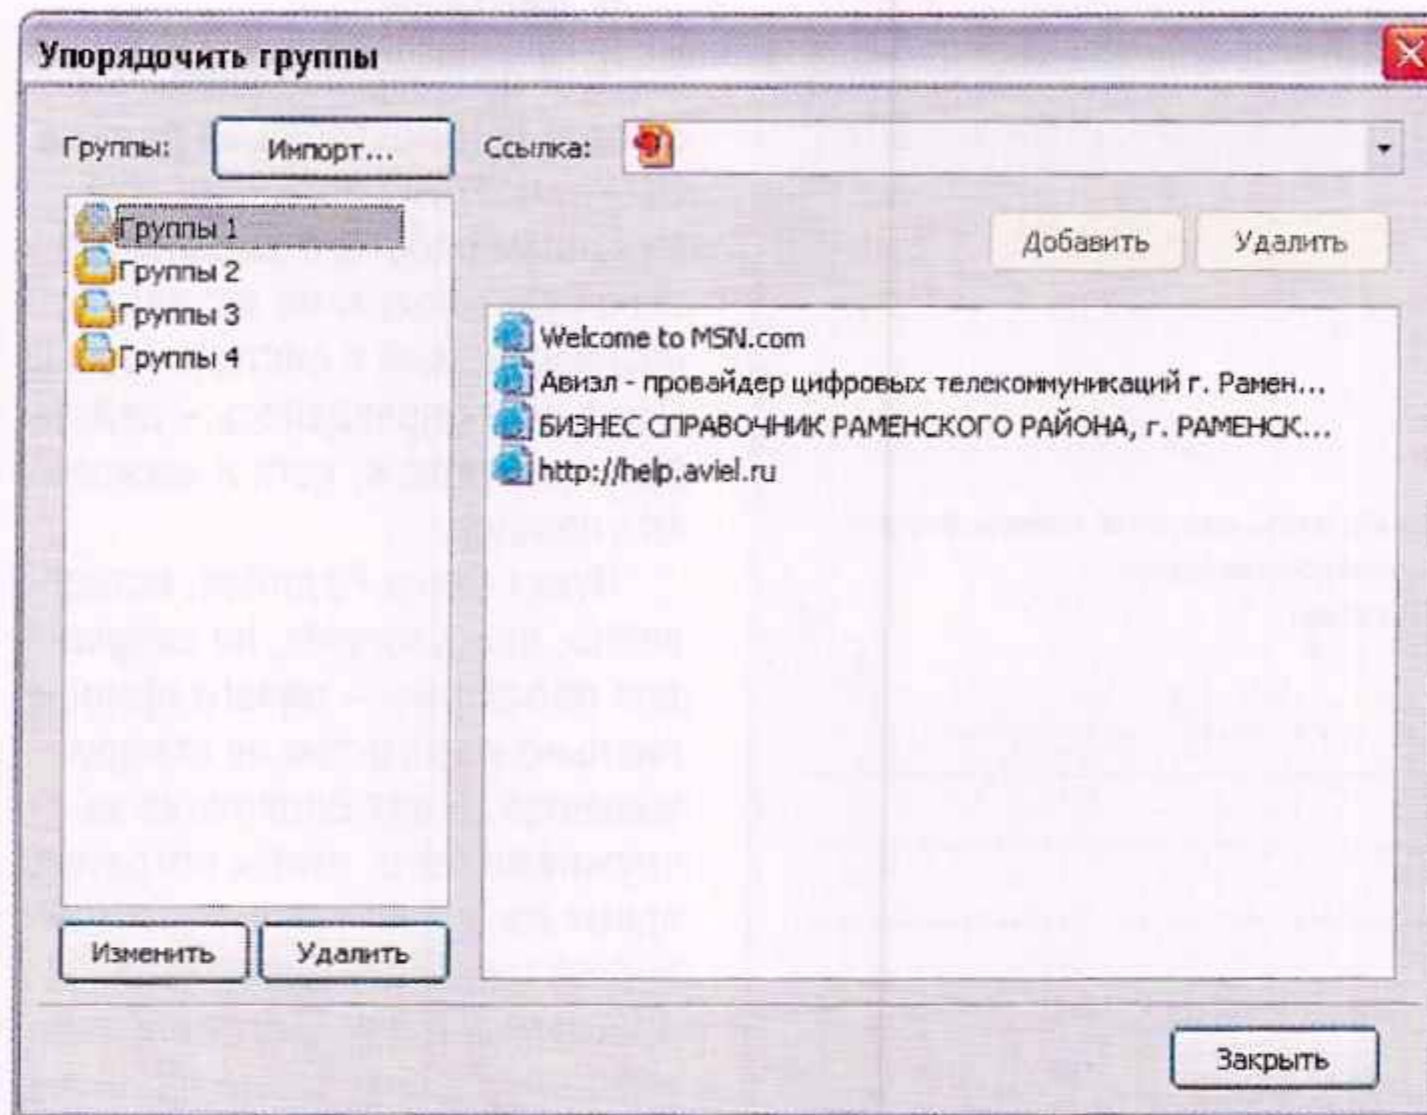 Упорядочить группы
Группы: Импорт... Ссылка:
Группы 1
Группы 2
Группы 3
Группы 4
Добавить Удалить
Welcome to MSN.com
Авиэл - провайдер цифровых телекоммуникаций г. Рамен...
БИЗНЕС СПРАВОЧНИК РАМЕНСКОГО РАЙОНА, г. РАМЕНСК...
http://help.aviel.ru
Изменить Удалить
Закрыть